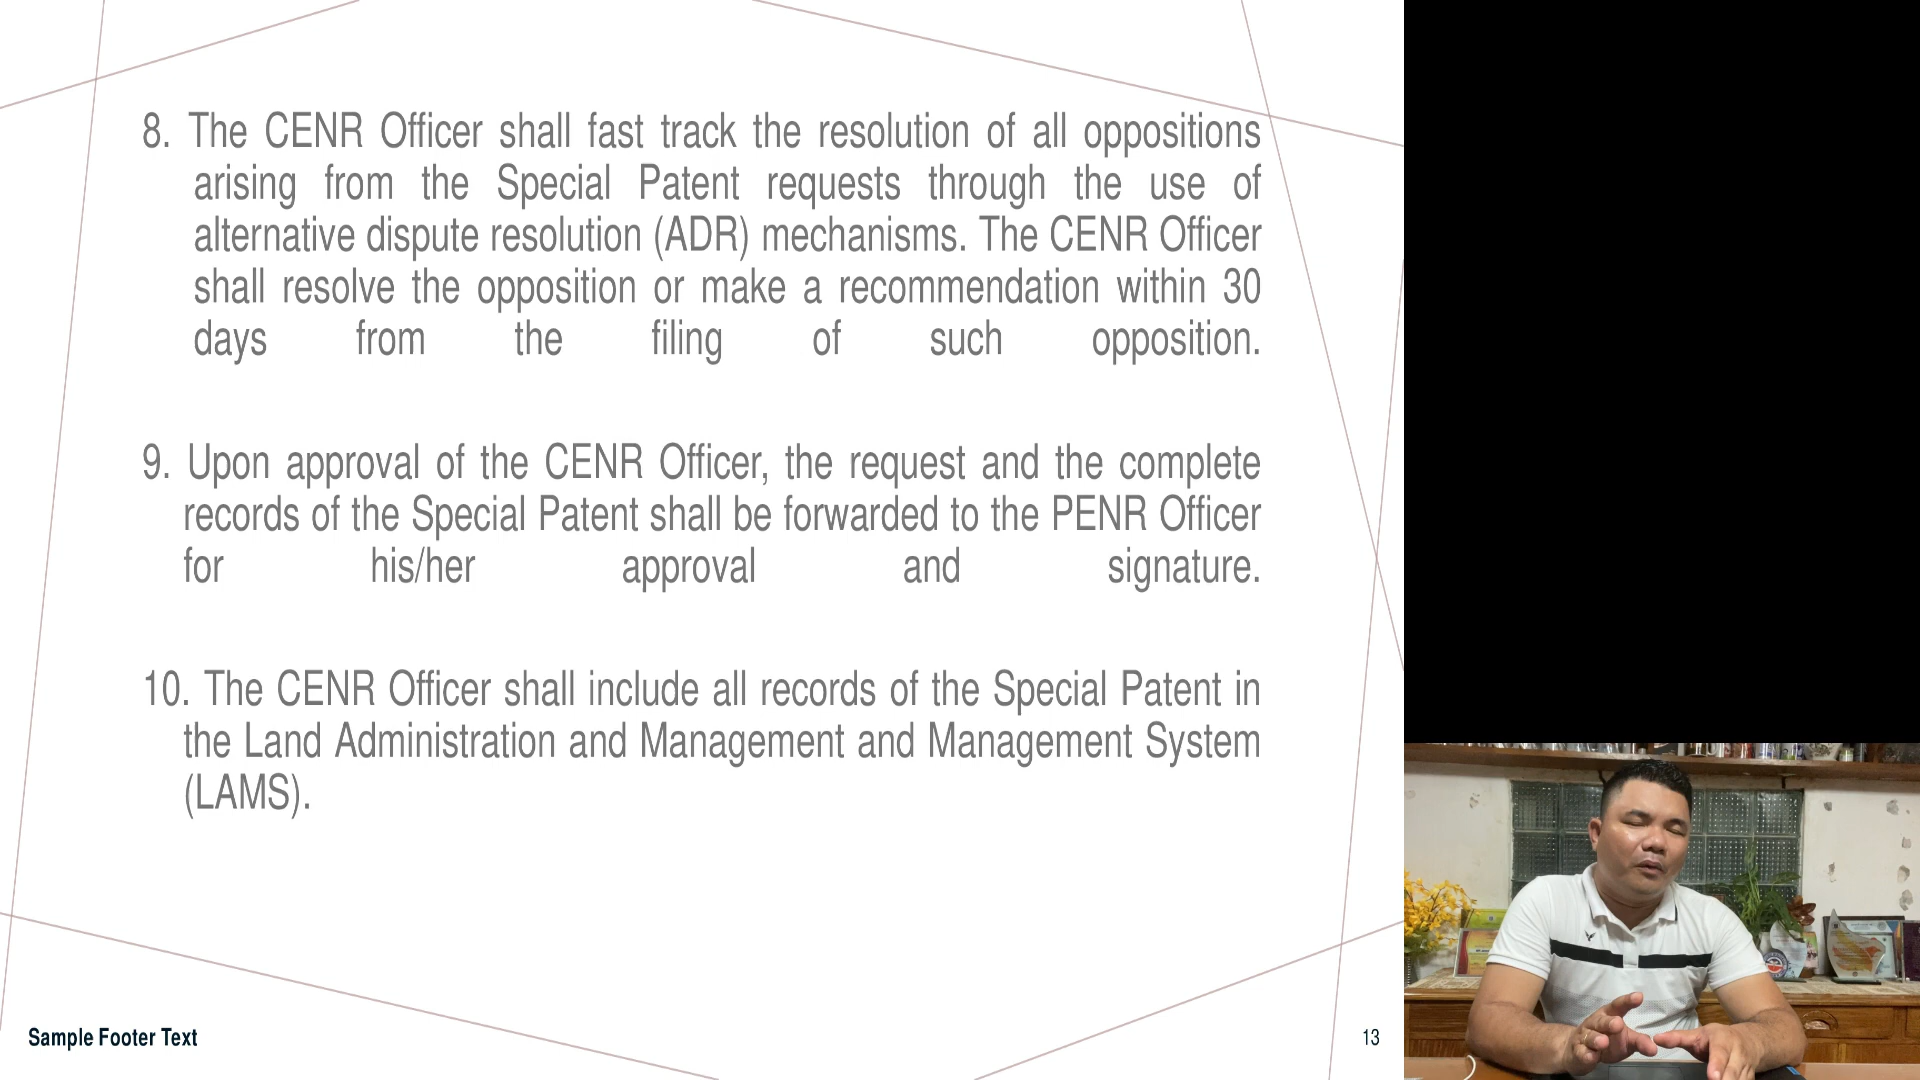 8. The CENR Officer shall fast track the resolution of all oppositions
arising from the Special Patent requests through the use of
alternative dispute resolution (ADR) mechanisms. The CENR Officer
shall resolve the opposition or make a recommendation within 30
days from the filing of such opposition.
9. Upon approval of the CENR Officer, the request and the complete
records of the Special Patent shall be forwarded to the PENR Officer
for his/her approval and signature.
10. The CENR Officer shall include all records of the Special Patent in
the Land Administration and Management and Management System
(LAMS).
Sample Footer Text
13